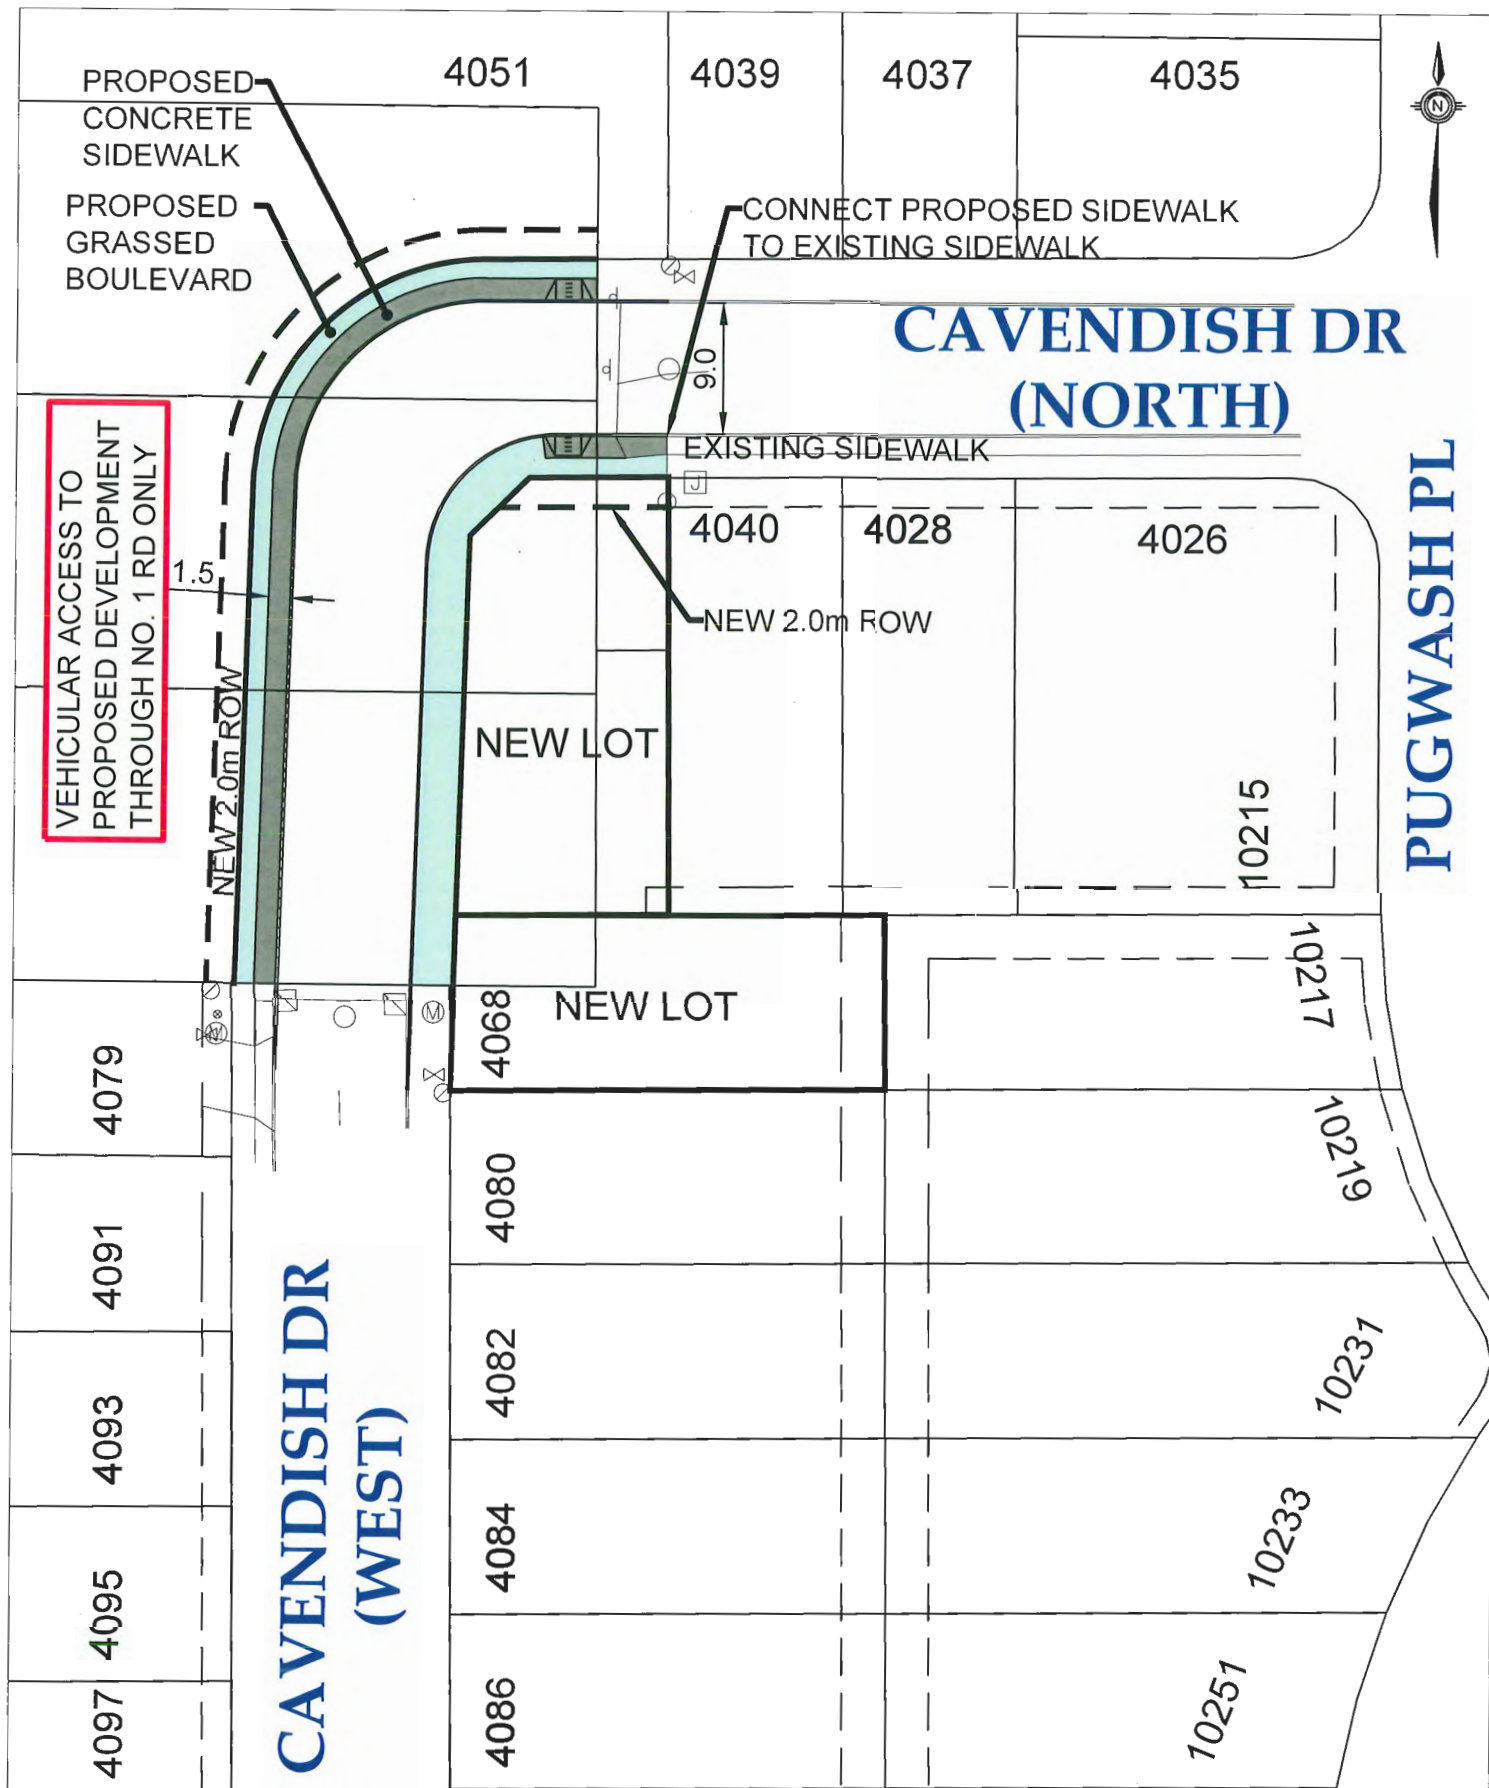 4051
4039
4037
4035
N
PROPOSED
CONCRETE
SIDEWALK
PROPOSED
GRASSED
BOULEVARD
CONNECT PROPOSED SIDEWALK
TO EXISTING SIDEWALK
CAVENDISH DR
(NORTH)
9.0
EXISTING SIDEWALK
J
4040
4028
4026
VEHICULAR ACCESS TO
PROPOSED DEVELOPMENT
THROUGH NO. 1 RD ONLY
1.5
NEW 2.0m ROW
NEW 2.0m ROW
PUGWASH PL
NEW LOT
10215
10217
NEW LOT
4068
M
M
4079
10219
4080
4091
4082
10231
CAVENDISH DR
(WEST)
4093
4084
10233
4095
4086
10251
4097